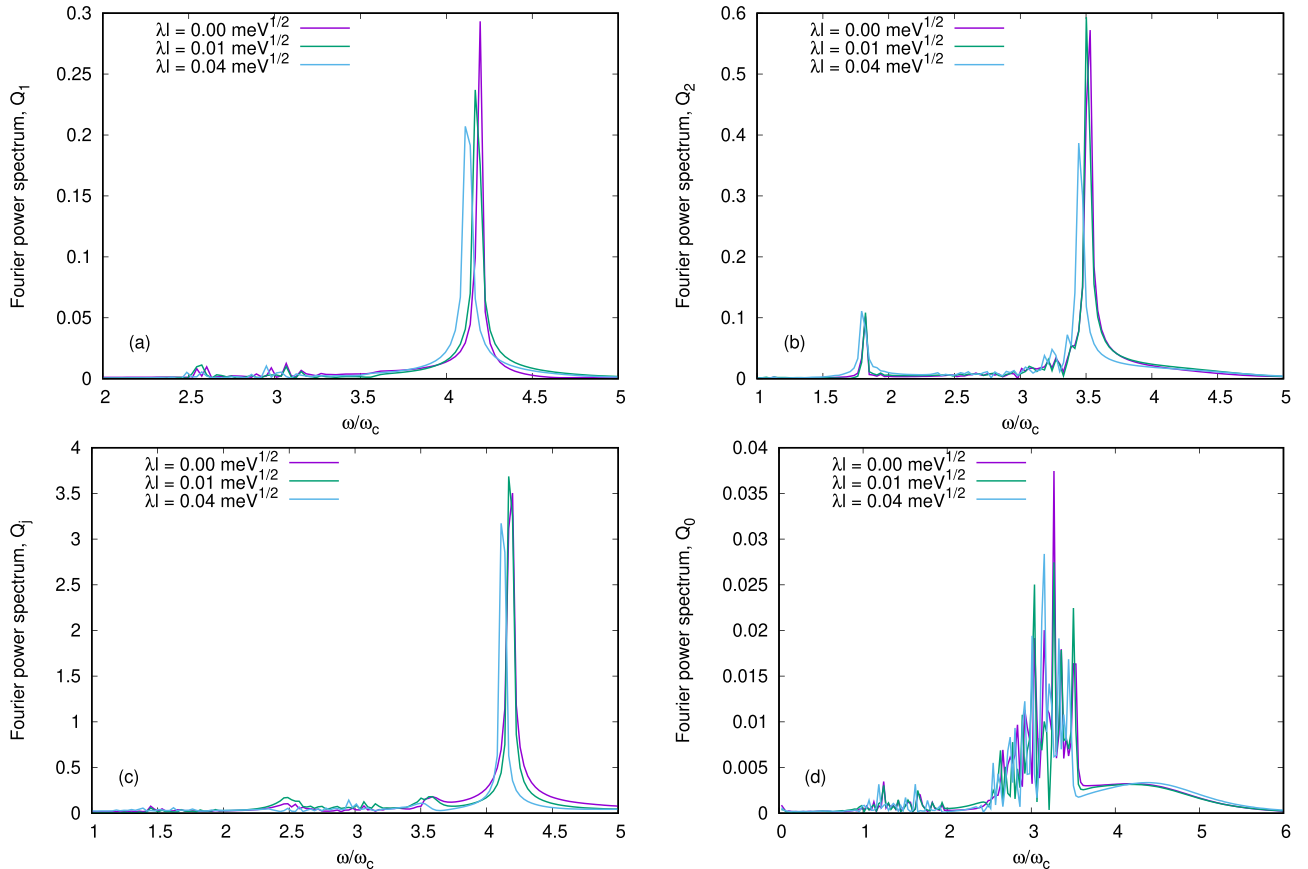 0.3
0.25
0.2
0.15
0.1
0.05
0
Fourier power spectrum, Q1
λl = 0.00 meV^1/2
λl = 0.01 meV^1/2
λl = 0.04 meV^1/2
(a)
2 2.5 3 3.5 4 4.5 5
ω/ωc
0.6
0.5
0.4
0.3
0.2
0.1
0
Fourier power spectrum, Q2
λl = 0.00 meV^1/2
λl = 0.01 meV^1/2
λl = 0.04 meV^1/2
(b)
1 1.5 2 2.5 3 3.5 4 4.5 5
ω/ωc
4
3.5
3
2.5
2
1.5
1
0.5
0
Fourier power spectrum, Qj
λl = 0.00 meV^1/2
λl = 0.01 meV^1/2
λl = 0.04 meV^1/2
(c)
1 1.5 2 2.5 3 3.5 4 4.5 5
ω/ωc
0.04
0.035
0.03
0.025
0.02
0.015
0.01
0.005
0
Fourier power spectrum, Q0
λl = 0.00 meV^1/2
λl = 0.01 meV^1/2
λl = 0.04 meV^1/2
(d)
0 1 2 3 4 5 6
ω/ωc